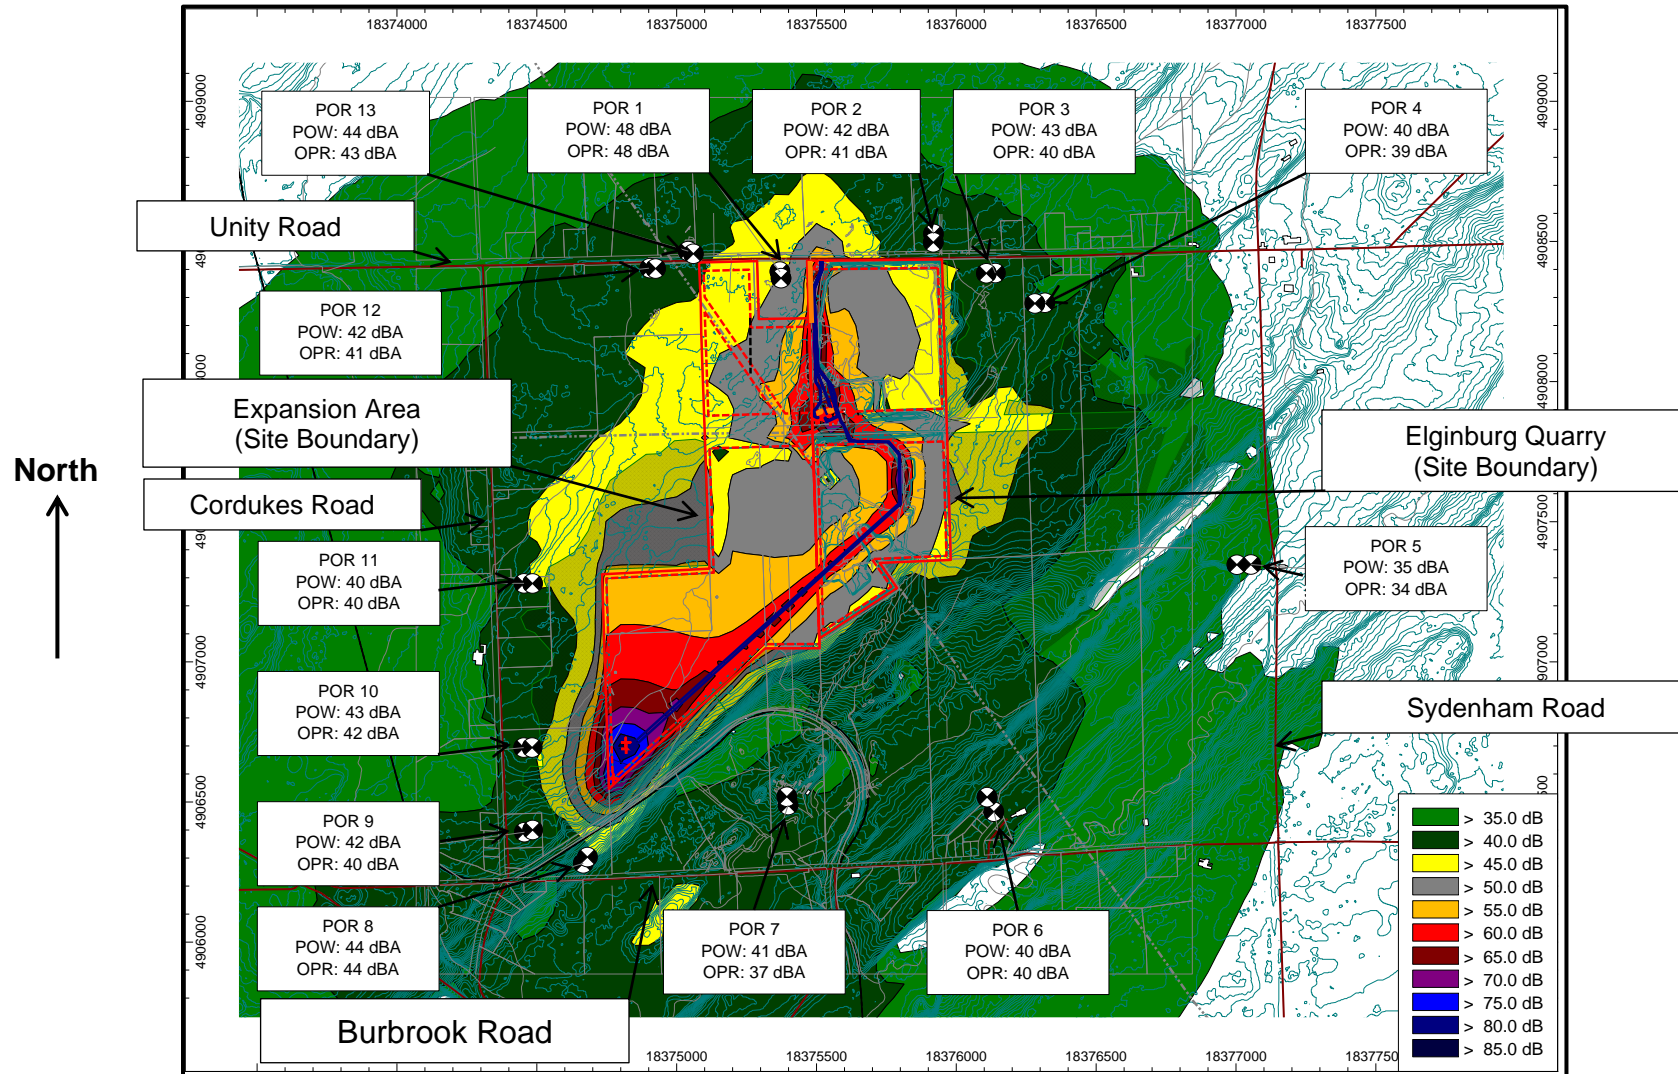 18374000 18374500 18375000 18375500 18376000 18376500 18377000 18377500
4909000
4909000
POR 13
POW: 44 dBA
OPR: 43 dBA
POR 1
POW: 48 dBA
OPR: 48 dBA
POR 2
POW: 42 dBA
OPR: 41 dBA
POR 3
POW: 43 dBA
OPR: 40 dBA
POR 4
POW: 40 dBA
OPR: 39 dBA
Unity Road
4908500
POR 12
POW: 42 dBA
OPR: 41 dBA
4908000
Expansion Area
(Site Boundary)
Elginburg Quarry
(Site Boundary)
North
Cordukes Road
4907500
POR 11
POW: 40 dBA
OPR: 40 dBA
POR 5
POW: 35 dBA
OPR: 34 dBA
4907000
4907000
POR 10
POW: 43 dBA
OPR: 42 dBA
Sydenham Road
4906500
POR 9
POW: 42 dBA
OPR: 40 dBA
POR 8
POW: 44 dBA
OPR: 44 dBA
POR 7
POW: 41 dBA
OPR: 37 dBA
POR 6
POW: 40 dBA
OPR: 40 dBA
4906000
Burbrook Road
> 35.0 dB
> 40.0 dB
> 45.0 dB
> 50.0 dB
> 55.0 dB
> 60.0 dB
> 65.0 dB
> 70.0 dB
> 75.0 dB
> 80.0 dB
> 85.0 dB
18375000 18375500 18376000 18376500 18377000